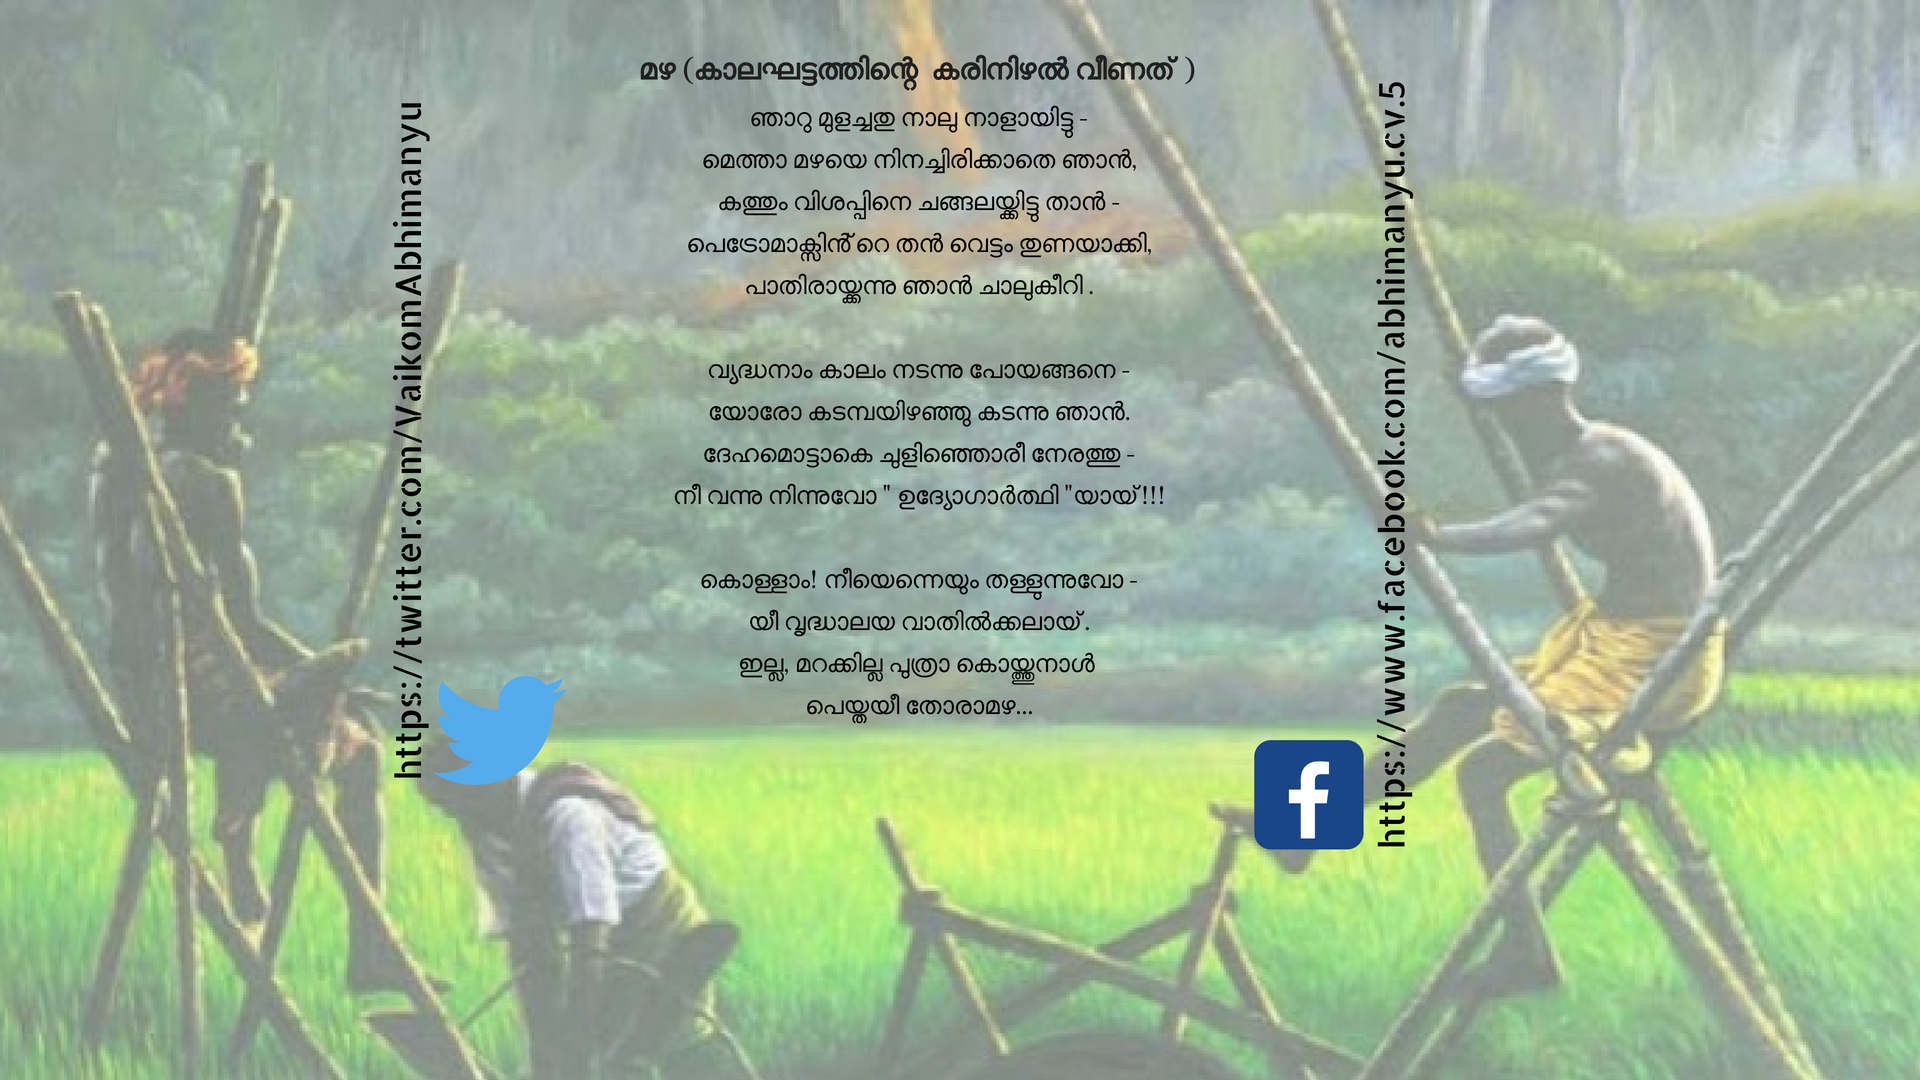 മഴ (കാലഘട്ടത്തിന്റെ കരിനിഴൽ വീണത് )
ഞാറു മുളച്ചതു നാലു നാളായിട്ടു -
മെത്താ മഴയെ നിനച്ചിരിക്കാതെ ഞാൻ,
കത്തും വിശപ്പിനെ ചങ്ങലയ്ക്കിട്ടു താൻ -
പെട്രോമാക്സിൻ്റെ തൻ വെട്ടം തുണയാക്കി,
പാതിരായ്ക്കന്നു ഞാൻ ചാലുകീറി .
വ്യദ്ധനാം കാലം നടന്നു പോയങ്ങനെ -
യോരോ കടമ്പയിഴഞ്ഞു കടന്നു ഞാൻ.
ദേഹമൊട്ടാകെ ചുളിഞ്ഞൊരീ നേരത്തു -
നീ വന്നു നിന്നുവോ " ഉദ്യോഗാർത്ഥി "യായ്!!!
കൊള്ളാം! നീയെന്നെയും തള്ളുന്നുവോ -
യീ വൃദ്ധാലയ വാതിൽക്കലായ്.
ഇല്ല, മറക്കില്ല പുത്രാ കൊയ്ത്തുനാൾ
പെയ്തയീ തോരാമഴ...
https://twitter.com/VaikomAbhimanyu
https://www.facebook.com/abhimanyu.cv.5